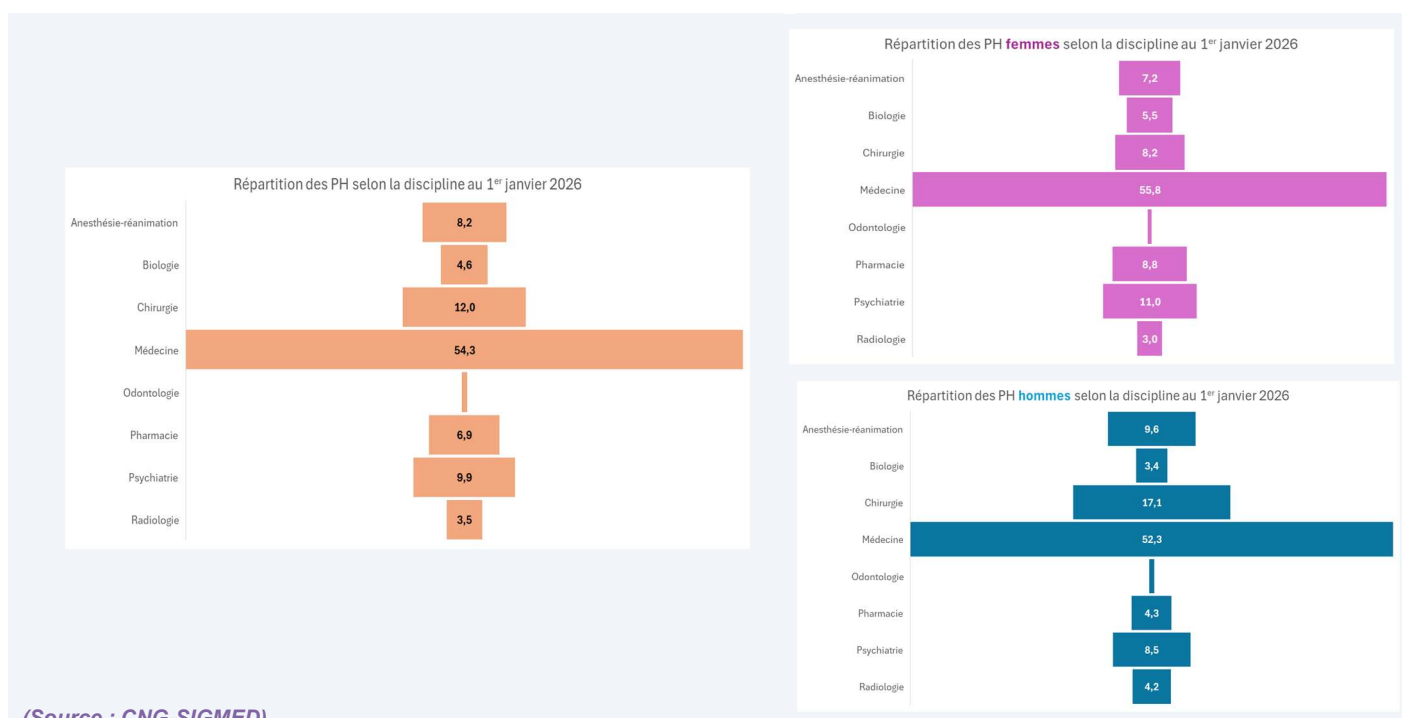 Répartition des PH selon la discipline au 1er janvier 2026
Anesthésie-réanimation 8,2
Biologie 4,6
Chirurgie 12,0
Médecine 54,3
Odontologie
Pharmacie 6,9
Psychiatrie 9,9
Radiologie 3,5
Répartition des PH femmes selon la discipline au 1er janvier 2026
Anesthésie-réanimation 7,2
Biologie 5,5
Chirurgie 8,2
Médecine 55,8
Odontologie
Pharmacie 8,8
Psychiatrie 11,0
Radiologie 3,0
Répartition des PH hommes selon la discipline au 1er janvier 2026
Anesthésie-réanimation 9,6
Biologie 3,4
Chirurgie 17,1
Médecine 52,3
Odontologie
Pharmacie 4,3
Psychiatrie 8,5
Radiologie 4,2
(Source : CNG-SIGMED)